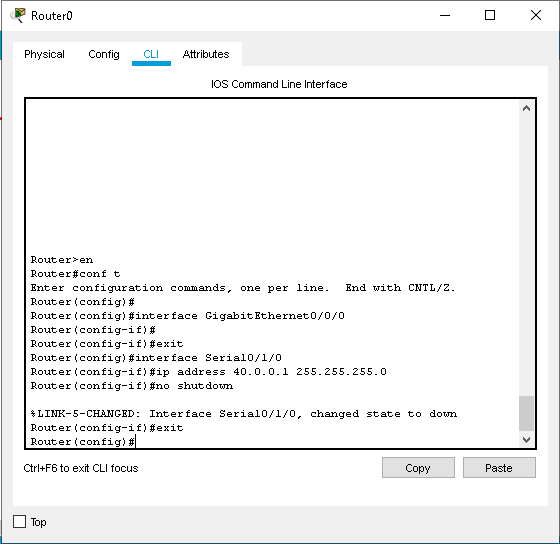 Router0
Physical Config CLI Attributes
IOS Command Line Interface
Router>en
Router#conf t
Enter configuration commands, one per line.  End with CNTL/Z.
Router(config)#
Router(config)#interface GigabitEthernet0/0/0
Router(config-if)#
Router(config-if)#exit
Router(config)#interface Serial0/1/0
Router(config-if)#ip address 40.0.0.1 255.255.255.0
Router(config-if)#no shutdown
%LINK-5-CHANGED: Interface Serial0/1/0, changed state to down
Router(config-if)#exit
Router(config)#
Ctrl+F6 to exit CLI focus Copy Paste
Top